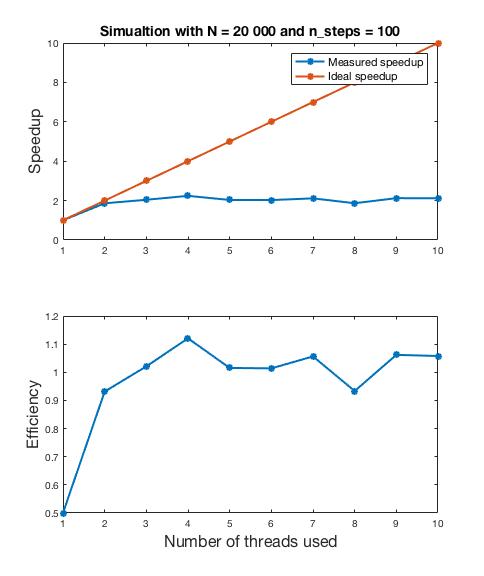 Simualtion with N = 20 000 and n_steps = 100
10
8
6
4
2
0
Speedup
Measured speedup
Ideal speedup
1 2 3 4 5 6 7 8 9 10
1.2
1.1
1
0.9
0.8
0.7
0.6
0.5
Efficiency
1 2 3 4 5 6 7 8 9 10
Number of threads used